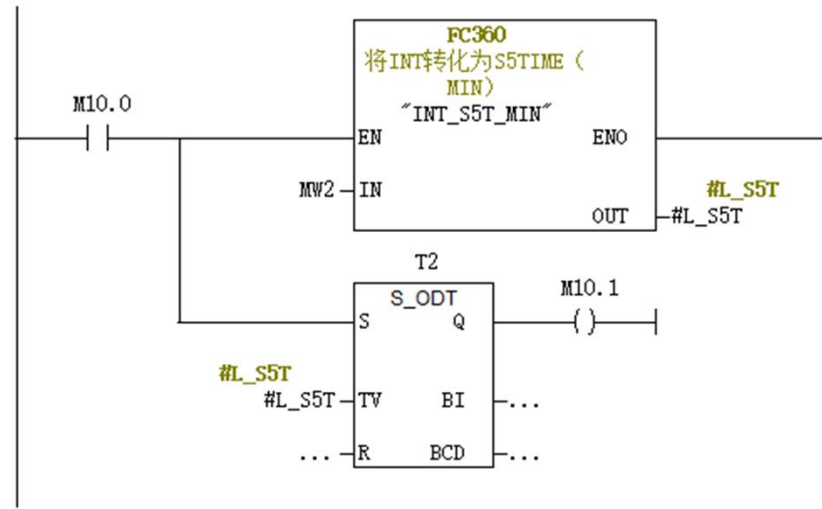 FC360
将INT转化为S5TIME（
MIN）
"INT_S5T_MIN"
M10.0
EN
ENO
MW2
IN
#L_S5T
OUT
#L_S5T
T2
S_ODT
M10.1
S
Q
#L_S5T
#L_S5T
TV
BI
...
...
R
BCD
...